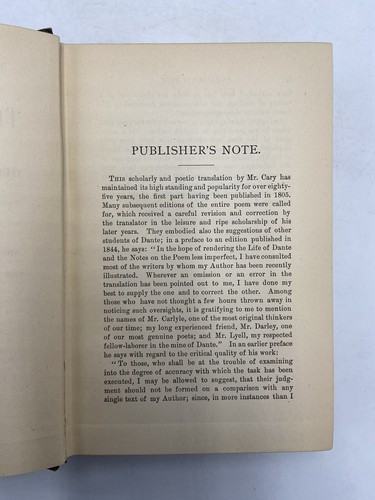 PUBLISHER'S NOTE.
THIS scholarly and poetic translation by Mr. Cary has
maintained its high standing and popularity for over eighty-
five years, the first part having been published in 1805.
Many subsequent editions of the entire poem were called
for, which received a careful revision and correction by
the translator in the leisure and ripe scholarship of his
later years. They embodied also the suggestions of other
students of Dante; in a preface to an edition published in
1844, he says: "In the hope of rendering the Life of Dante
and the Notes on the Poem less imperfect, I have consulted
most of the writers by whom my Author has been recently
illustrated. Wherever an omission or an error in the
translation has been pointed out to me, I have done my
best to supply the one and to correct the other. Among
those who have not thought a few hours thrown away in
noticing such oversights, it is gratifying to me to mention
the names of Mr. Carlyle, one of the most original thinkers
of our time; my long experienced friend, Mr. Darley, one
of our most genuine poets; and Mr. Lyell, my respected
fellow-laborer in the mine of Dante." In an earlier preface
he says with regard to the critical quality of his work:
"To those, who shall be at the trouble of examining
into the degree of accuracy with which the task has been
executed, I may be allowed to suggest, that their judg-
ment should not be formed on a comparison with any
single text of my Author; since, in more instances than I